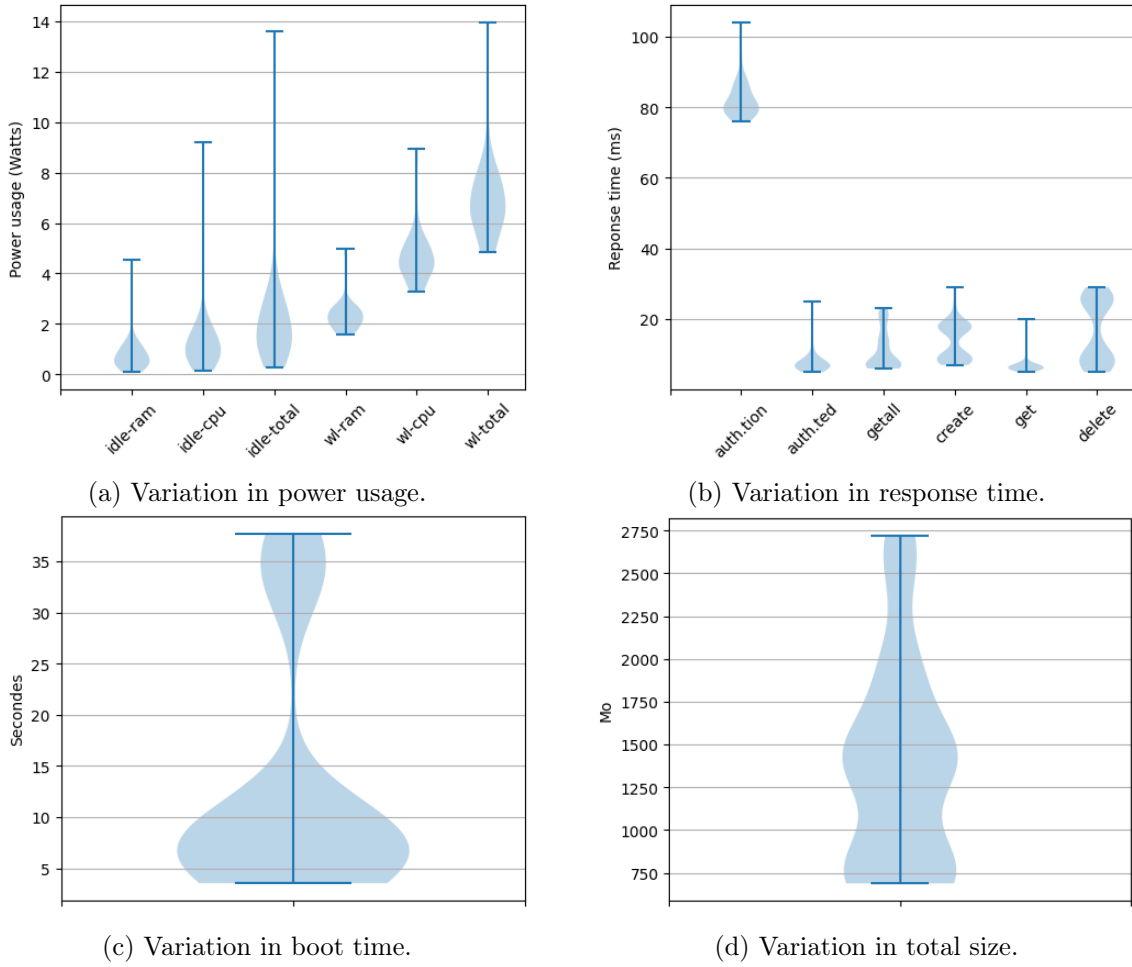 14
12
10
8
6
4
2
0
Power usage (Watts)
idle-ram
idle-cpu
idle-total
wl-ram
wl-cpu
wl-total
(a) Variation in power usage.
100
80
60
40
20
Reponse time (ms)
auth.tion
auth.ted
getall
create
get
delete
(b) Variation in response time.
35
30
25
20
15
10
5
Secondes
(c) Variation in boot time.
2750
2500
2250
2000
1750
1500
1250
1000
750
Mo
(d) Variation in total size.